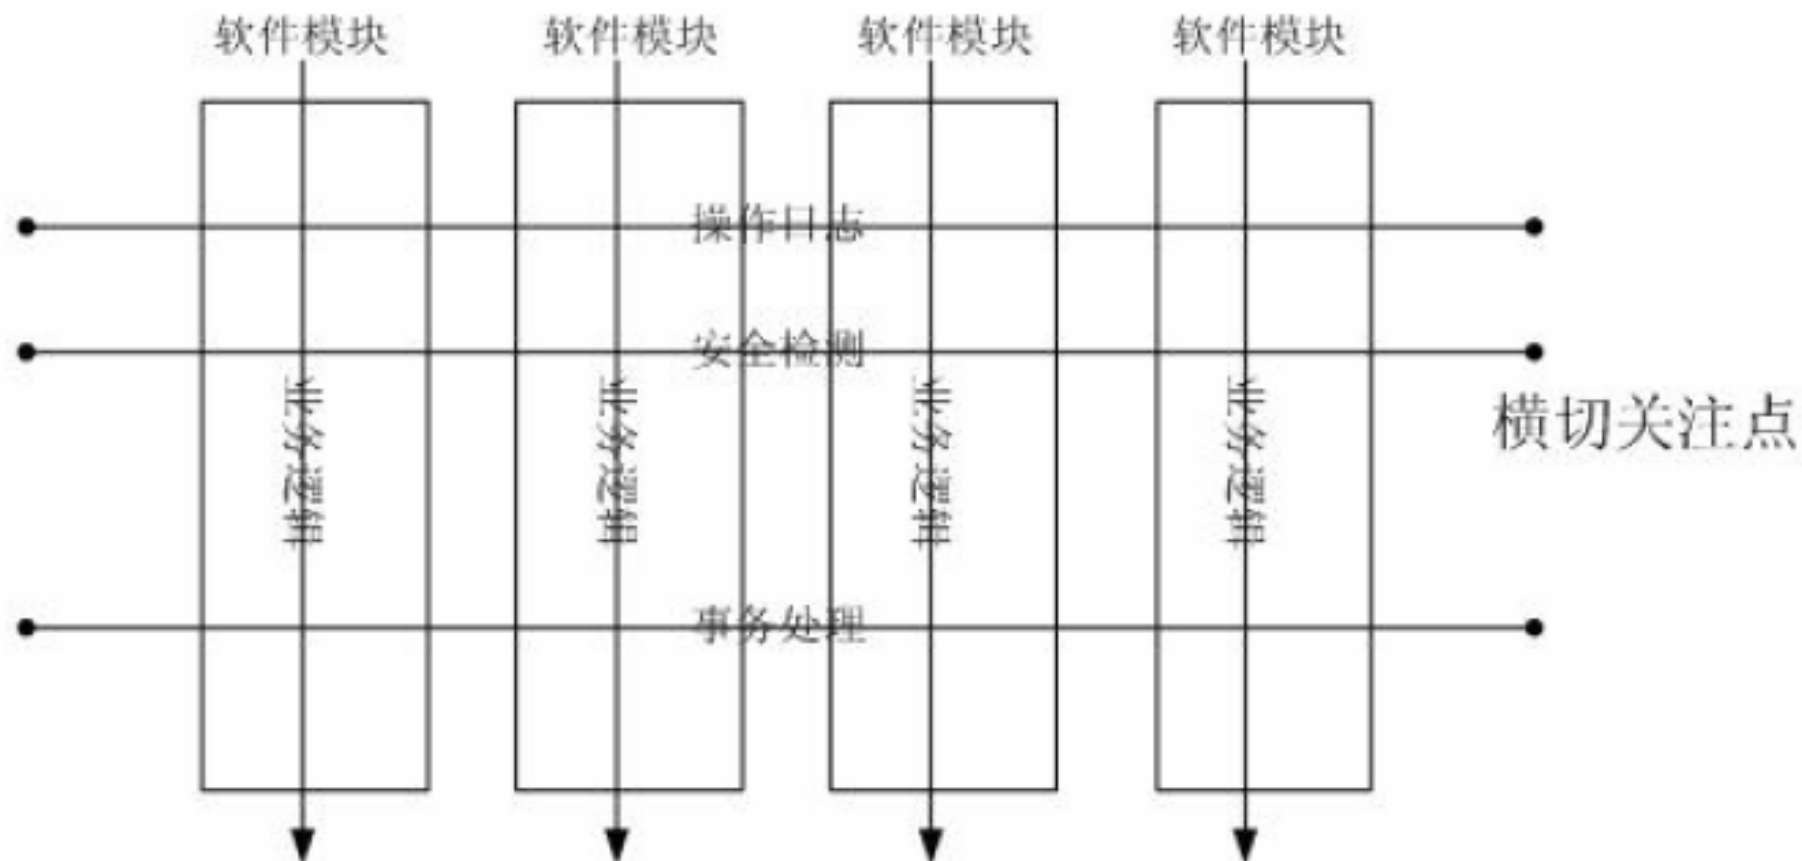 软件模块
软件模块
软件模块
软件模块
操作日志
安全检测
业务逻辑
业务逻辑
业务逻辑
业务逻辑
横切关注点
事务处理